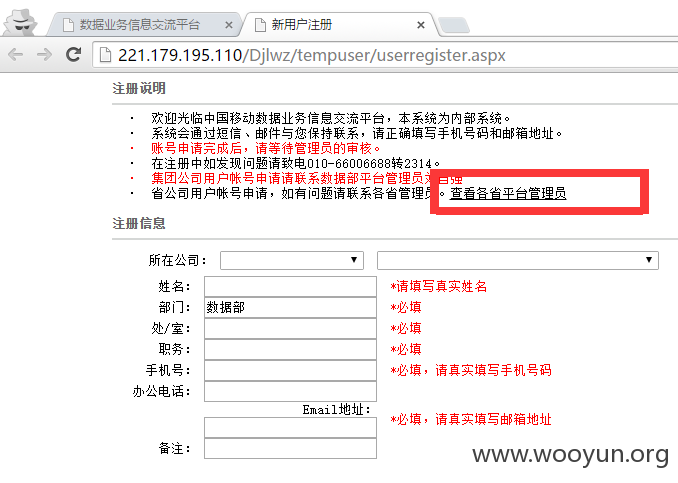 数据业务信息交流平台 × 新用户注册 ×
221.179.195.110/Djlwz/tempuser/userregister.aspx
注册说明
· 欢迎光临中国移动数据业务信息交流平台，本系统为内部系统。
· 系统会通过短信、邮件与您保持联系，请正确填写手机号码和邮箱地址。
· 账号申请完成后，请等待管理员的审核。
· 在注册中如发现问题请致电010-66006688转2314。
· 集团公司用户帐号申请请联系数据部平台管理员
· 省公司用户帐号申请，如有问题请联系各省管理员。查看各省平台管理员
注册信息
所在公司：
姓名： *请填写真实姓名
部门： 数据部 *必填
处/室： *必填
职务： *必填
手机号： *必填，请真实填写手机号码
办公电话：
Email地址：
*必填，请真实填写邮箱地址
备注：
www.wooyun.org